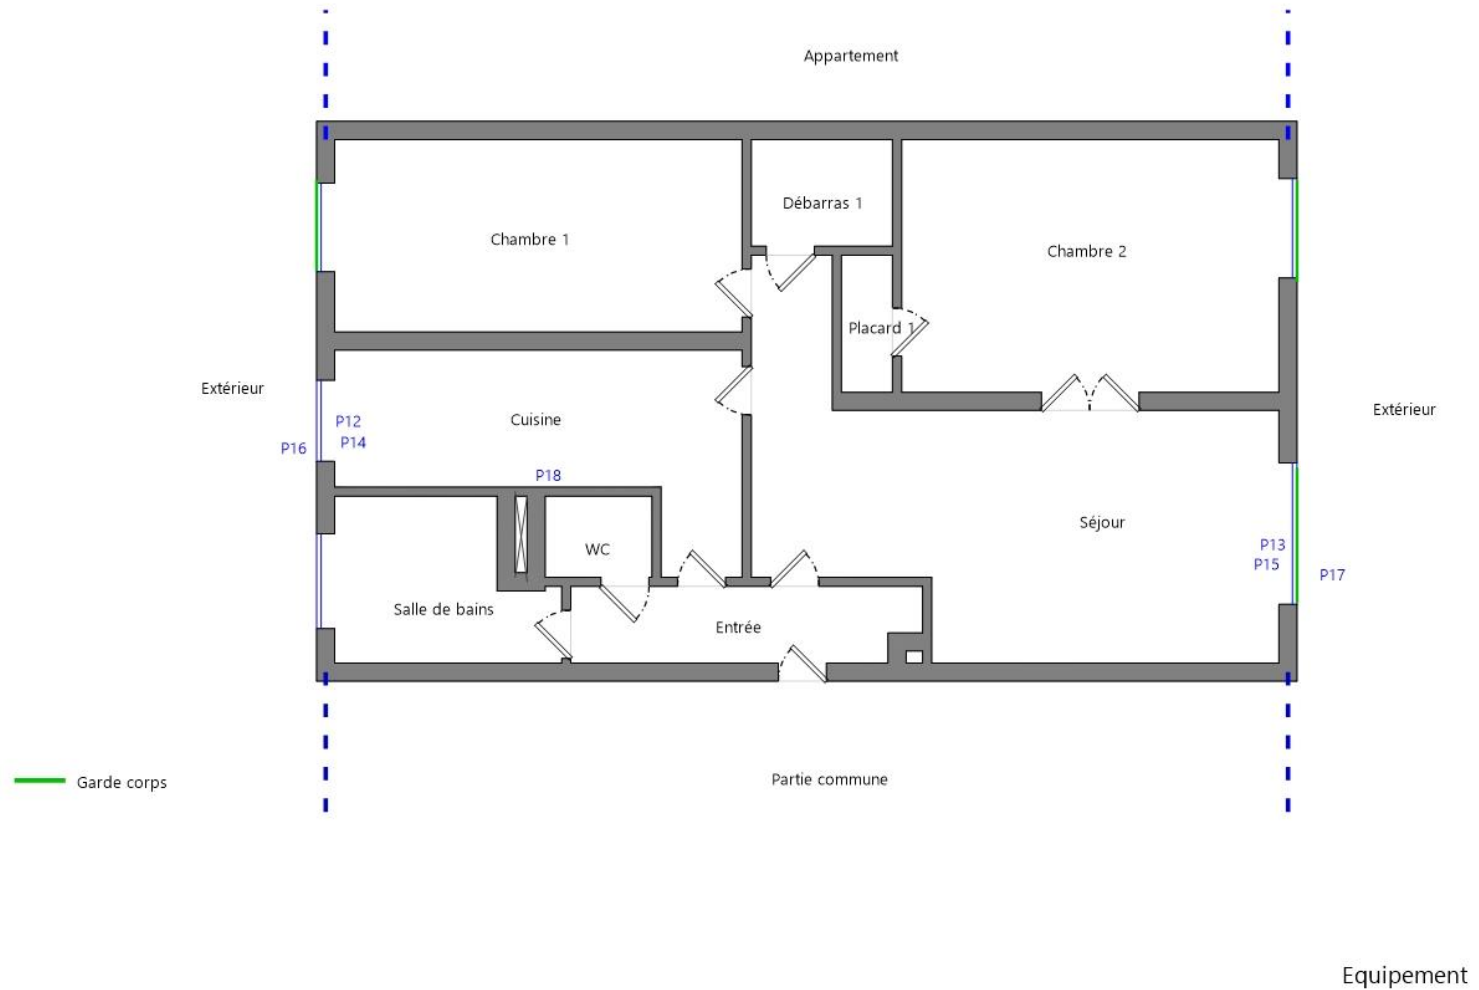 Appartement
Débarras 1
Chambre 1
Chambre 2
Placard 1
Extérieur
Extérieur
Cuisine
P12
P14
P16
P18
Séjour
P13
P15
P17
WC
Salle de bains
Entrée
Garde corps
Partie commune
Equipement